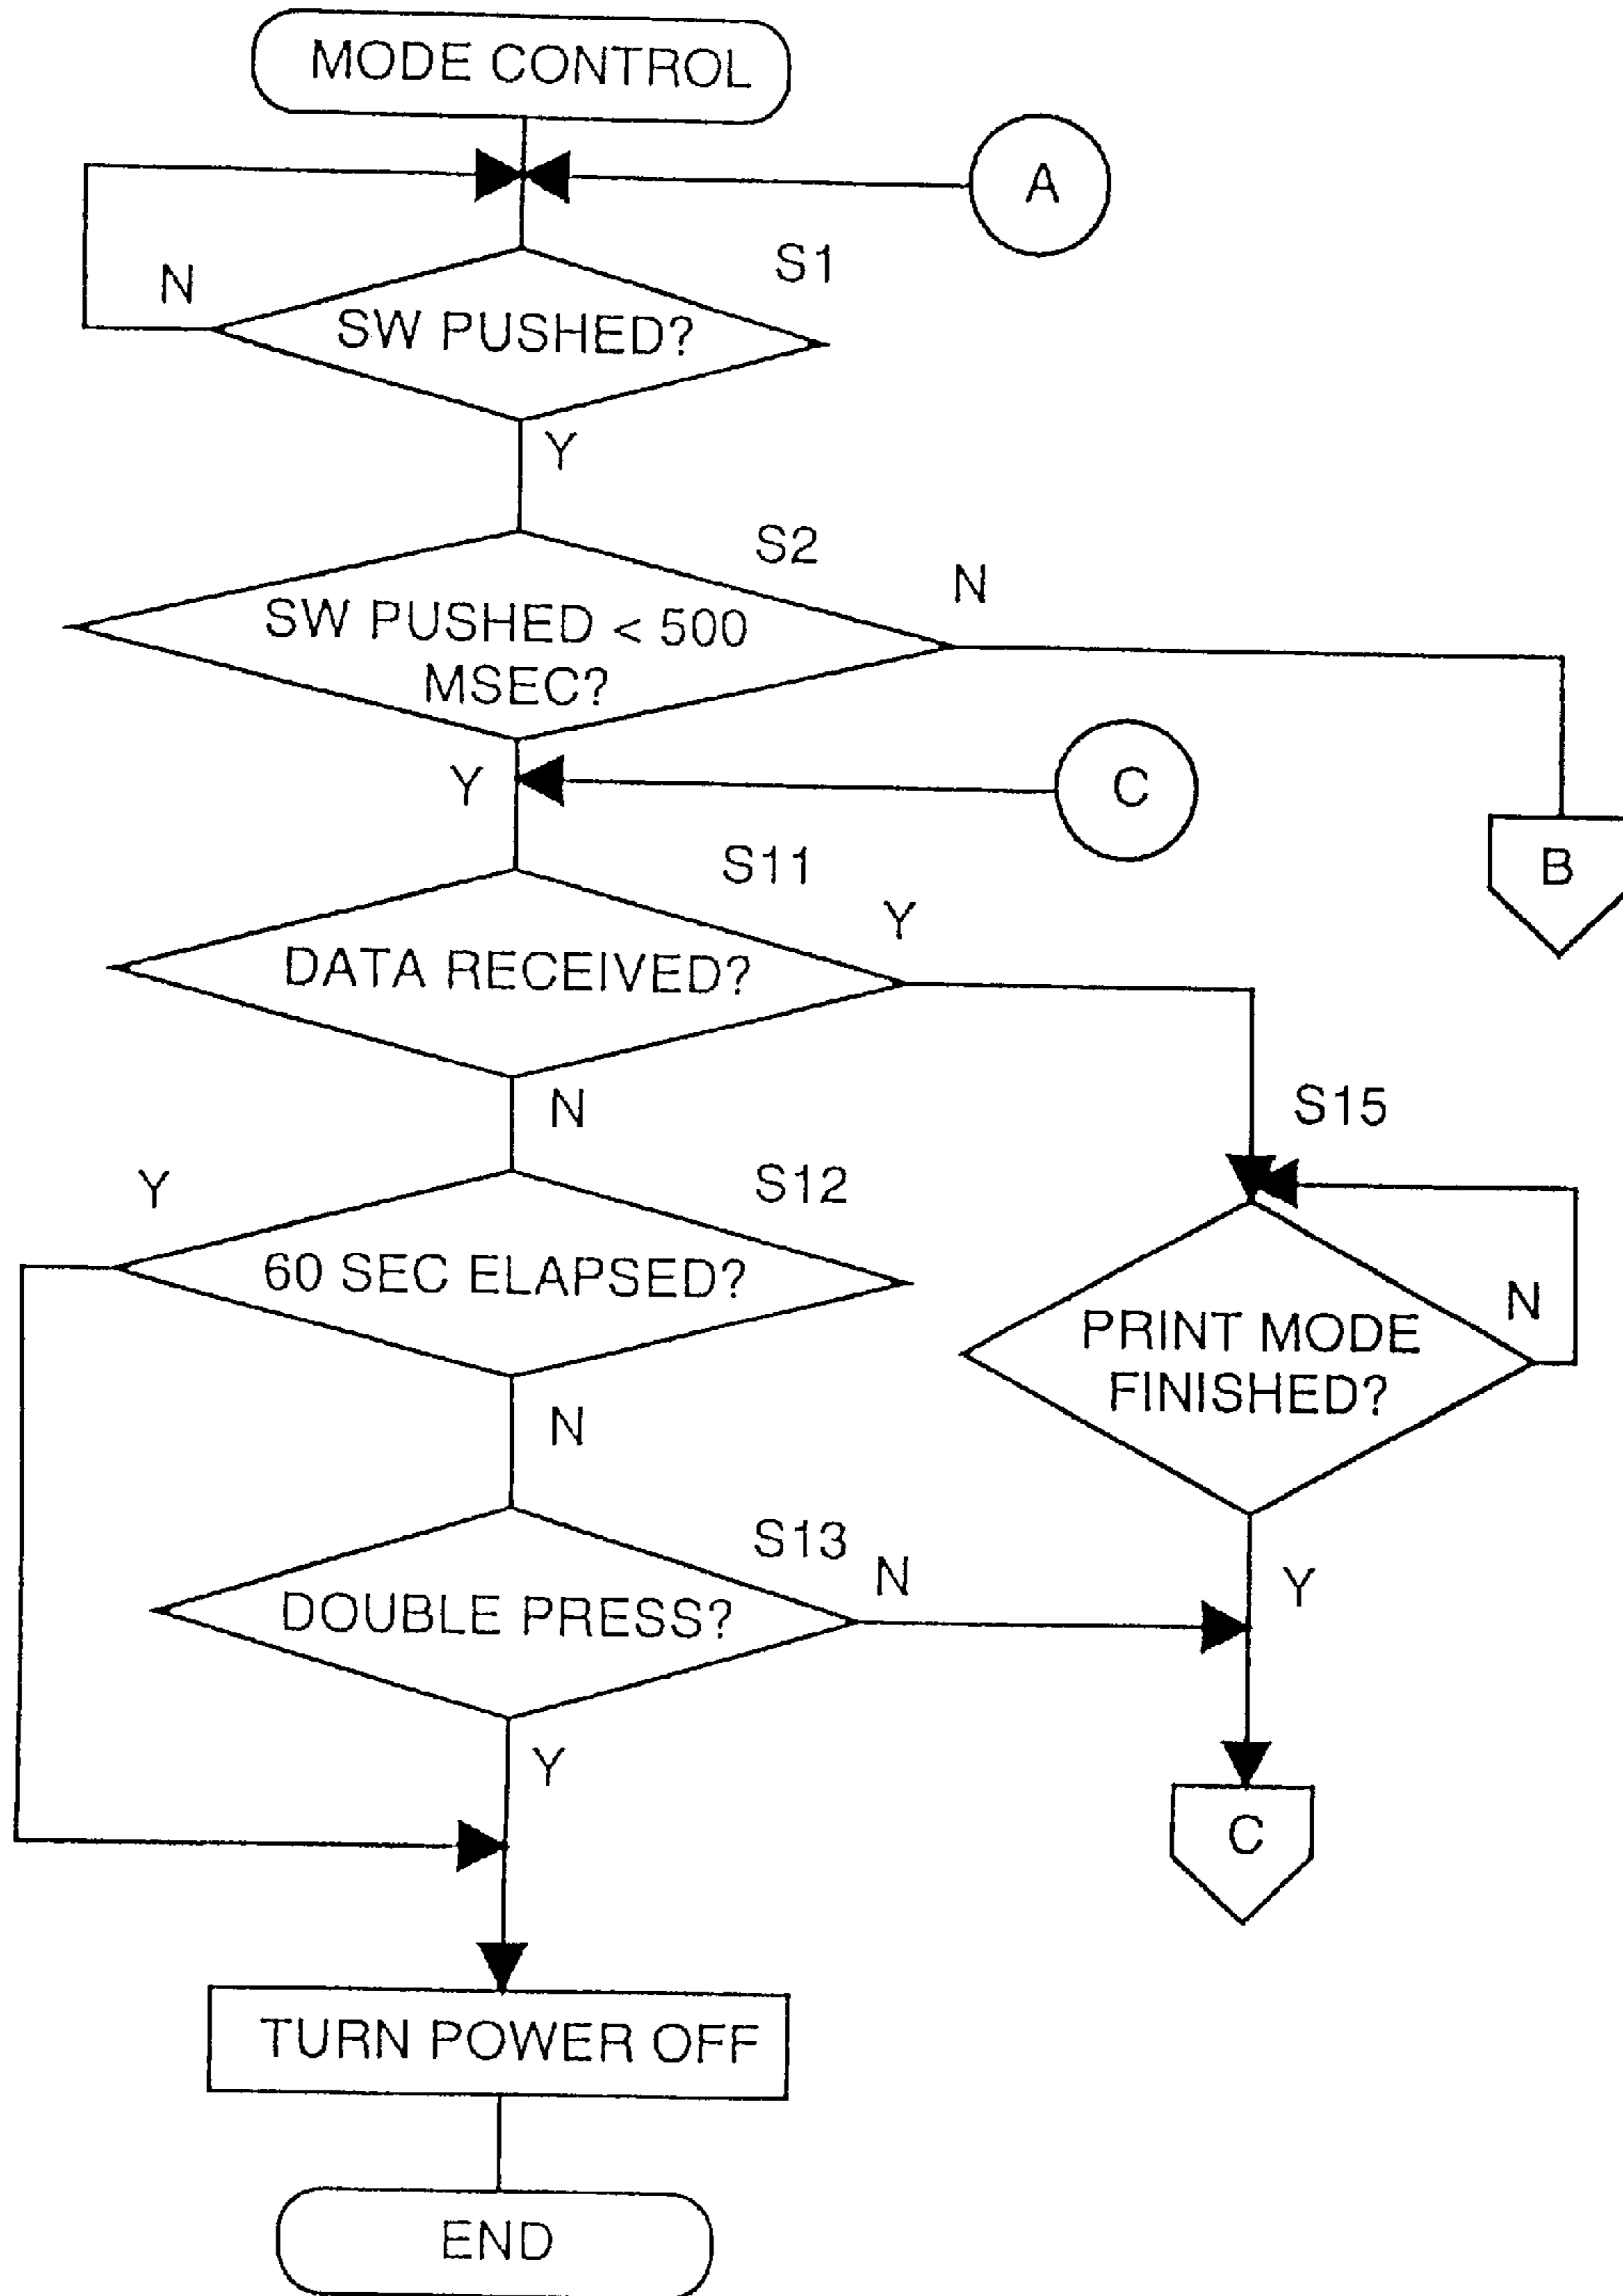 MODE CONTROL
A
S1
N
SW PUSHED?
Y
S2
N
SW PUSHED < 500
MSEC?
Y
C
B
S11
Y
DATA RECEIVED?
N
S15
Y
S12
60 SEC ELAPSED?
N
PRINT MODE
FINISHED?
N
S13
N
Y
DOUBLE PRESS?
Y
C
TURN POWER OFF
END